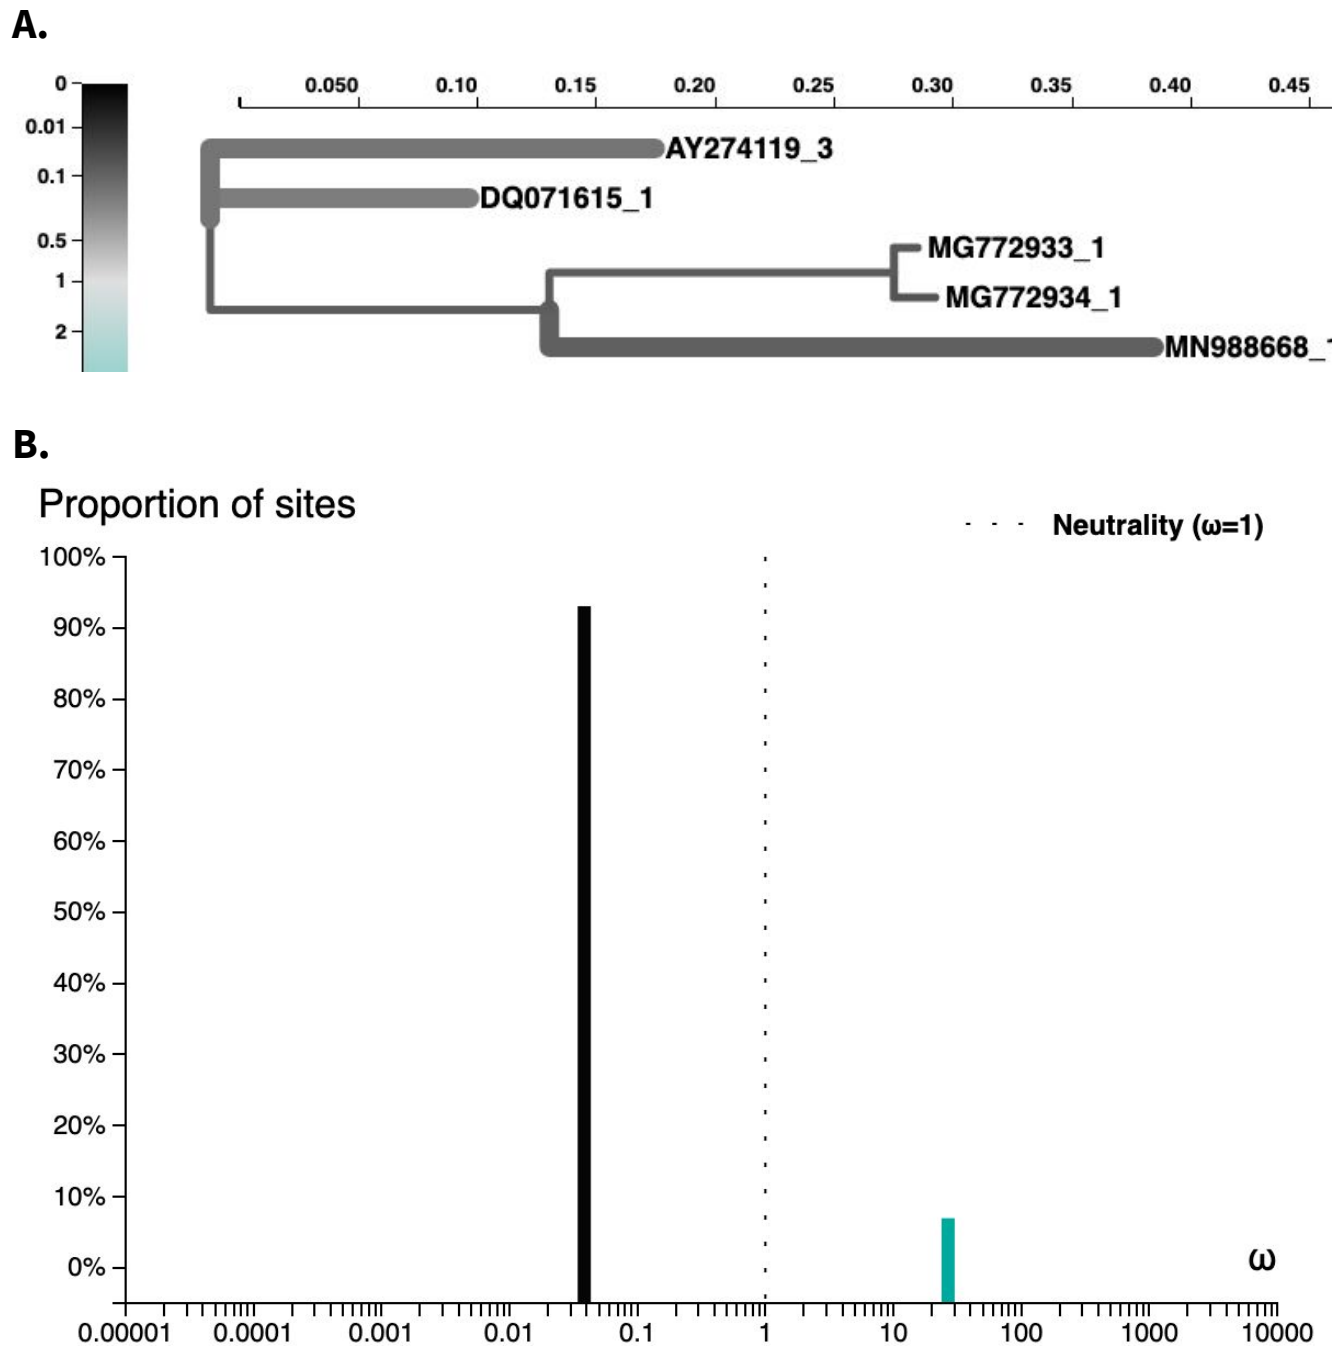 A.
0.050 0.10 0.15 0.20 0.25 0.30 0.35 0.40 0.45
0
0.01
0.1
0.5
1
2
AY274119_3
DQ071615_1
MG772933_1
MG772934_1
MN988668_1
B.
Proportion of sites
Neutrality (ω=1)
100%
90%
80%
70%
60%
50%
40%
30%
20%
10%
0%
ω
0.00001 0.0001 0.001 0.01 0.1 1 10 100 1000 10000